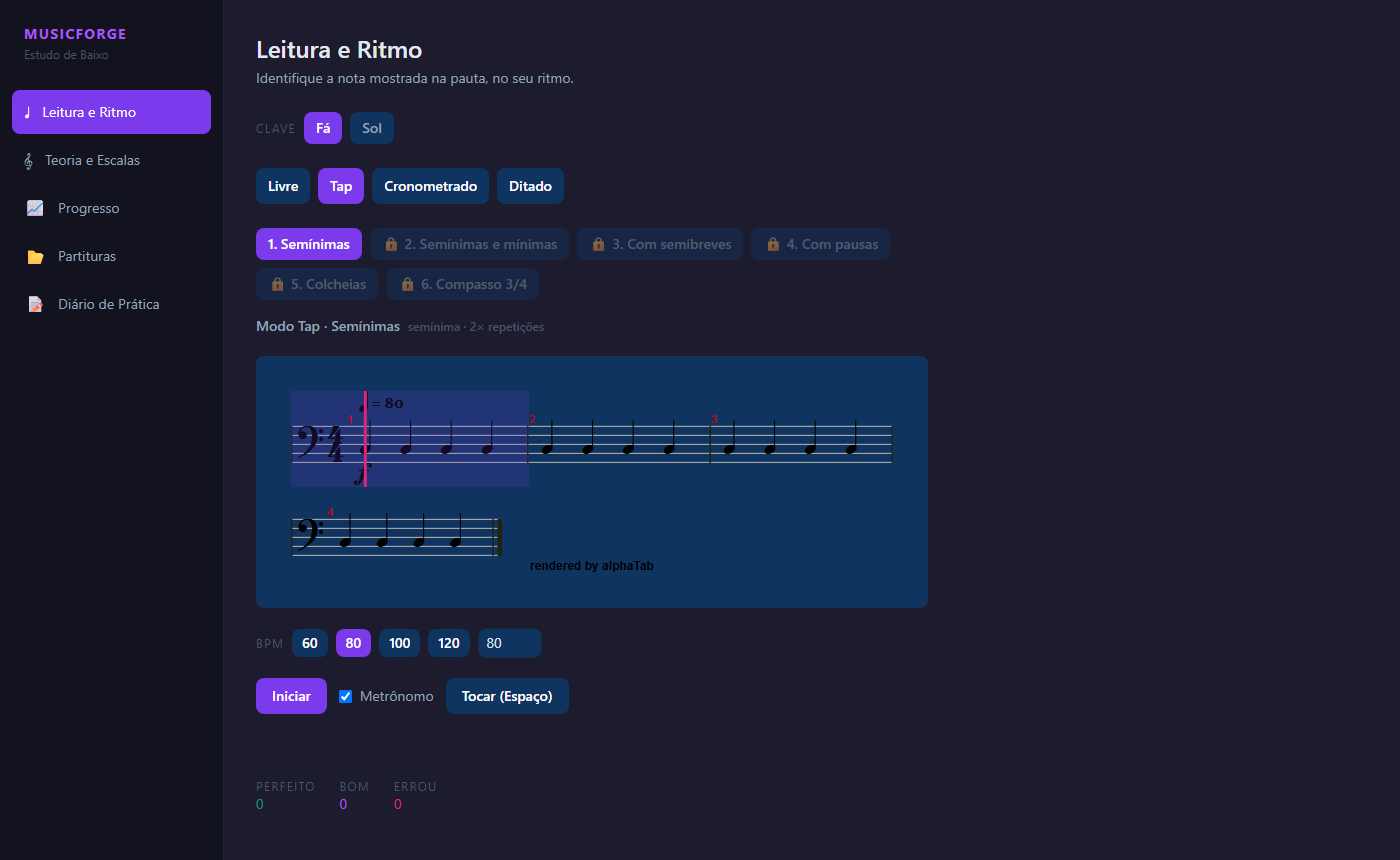 MUSICFORGE
Estudo de Baixo
Leitura e Ritmo
Teoria e Escalas
Progresso
Partituras
Diário de Prática
Leitura e Ritmo
Identifique a nota mostrada na pauta, no seu ritmo.
CLAVE Fá Sol
Livre Tap Cronometrado Ditado
1. Semínimas 2. Semínimas e mínimas 3. Com semibreves 4. Com pausas
5. Colcheias 6. Compasso 3/4
Modo Tap · Semínimas semínima · 2× repetições
= 80
1 2 3
4
4
f
4
rendered by alphaTab
BPM 60 80 100 120 80
Iniciar Metrônomo Tocar (Espaço)
PERFEITO BOM ERROU
0 0 0